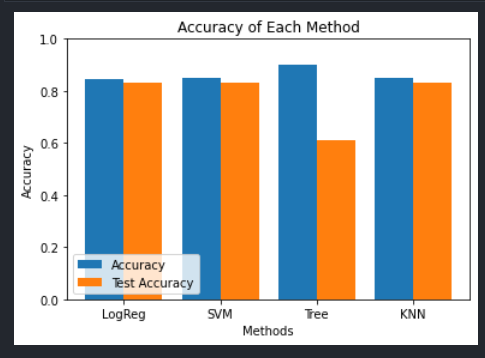 Accuracy of Each Method
1.0
0.8
0.6
0.4
0.2
0.0
Accuracy
Accuracy
Test Accuracy
LogReg SVM Tree KNN
Methods